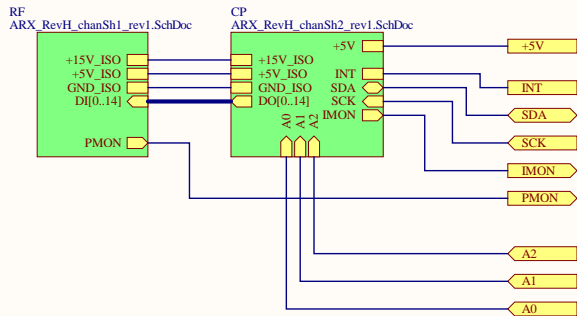 RF
ARX_RevH_chanSh1_rev1.SchDoc
CP
ARX_RevH_chanSh2_rev1.SchDoc
+15V_ISO
+5V_ISO
GND_ISO
DI[0..14]
PMON
+15V_ISO
+5V_ISO
GND_ISO
DO[0..14]
A0
A1
A2
+5V
INT
SDA
SCK
IMON
+5V
INT
SDA
SCK
IMON
PMON
A2
A1
A0